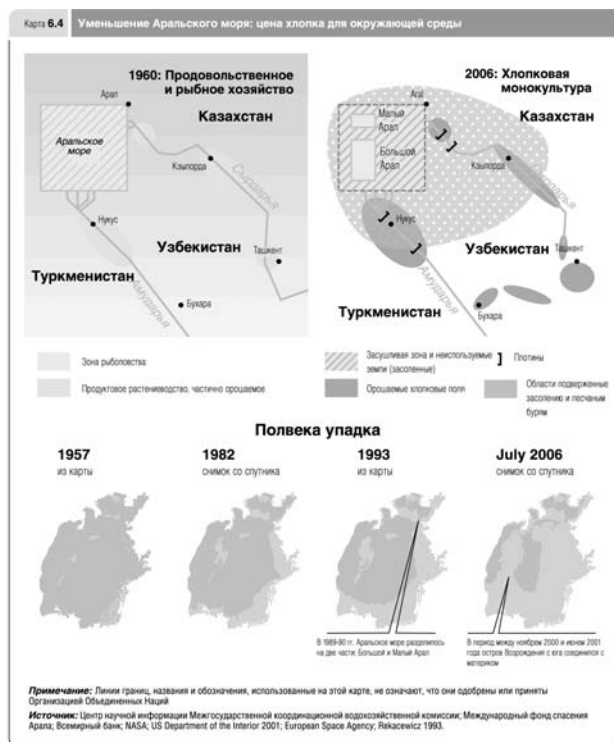 Карта 6.4 Уменьшение Аральского моря: цена хлопка для окружающей среды
1960: Продовольственное
и рыбное хозяйство
Арал
Казахстан
Аральское
море
Кзылорда
Сырдарья
Нукус
Узбекистан
Ташкент
Туркменистан
Амударья
Бухара
2006: Хлопковая
монокультура
Aral
Казахстан
Малый
Арал
Большой
Арал
Кзылорда
Сырдарья
Нукус
Узбекистан
Ташкент
Амударья
Туркменистан
Бухара
Зона рыболовства
Продуктовое растениеводство, частично орошаемое
Засушливая зона и неиспользуемые
земли (засоленные)
Плотины
Орошаемые хлопковые поля
Области подверженные
засолению и песчаным
бурям
Полвека упадка
1957
из карты
1982
снимок со спутника
1993
из карты
July 2006
снимок со спутника
В 1989-90 гг. Аральское море разделилось
на две части: Большой и Малый Арал
В период между ноябрем 2000 и июнем 2001
года остров Возрождения с юга соединился с
материком
Примечание: Линии границ, названия и обозначения, использованные на этой карте, не означают, что они одобрены или приняты
Организацией Объединенных Наций
Источник: Центр научной информации Межгосударственной координационной водохозяйственной комиссии; Международный фонд спасения
Арала; Всемирный банк; NASA; US Department of the Interior 2001; European Space Agency; Rekacewicz 1993.